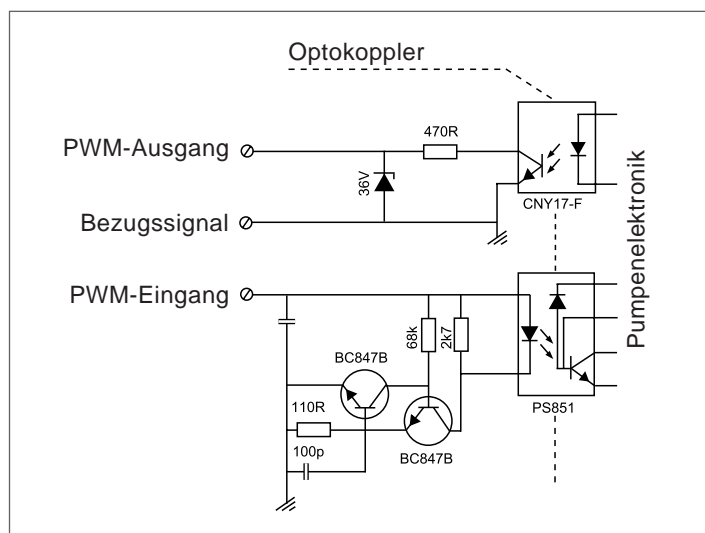 Optokoppler
470R
PWM-Ausgang
36V
CNY17-F
Bezugssignal
Pumpenelektronik
PWM-Eingang
68k
2k7
BC847B
110R
PS851
100p
BC847B